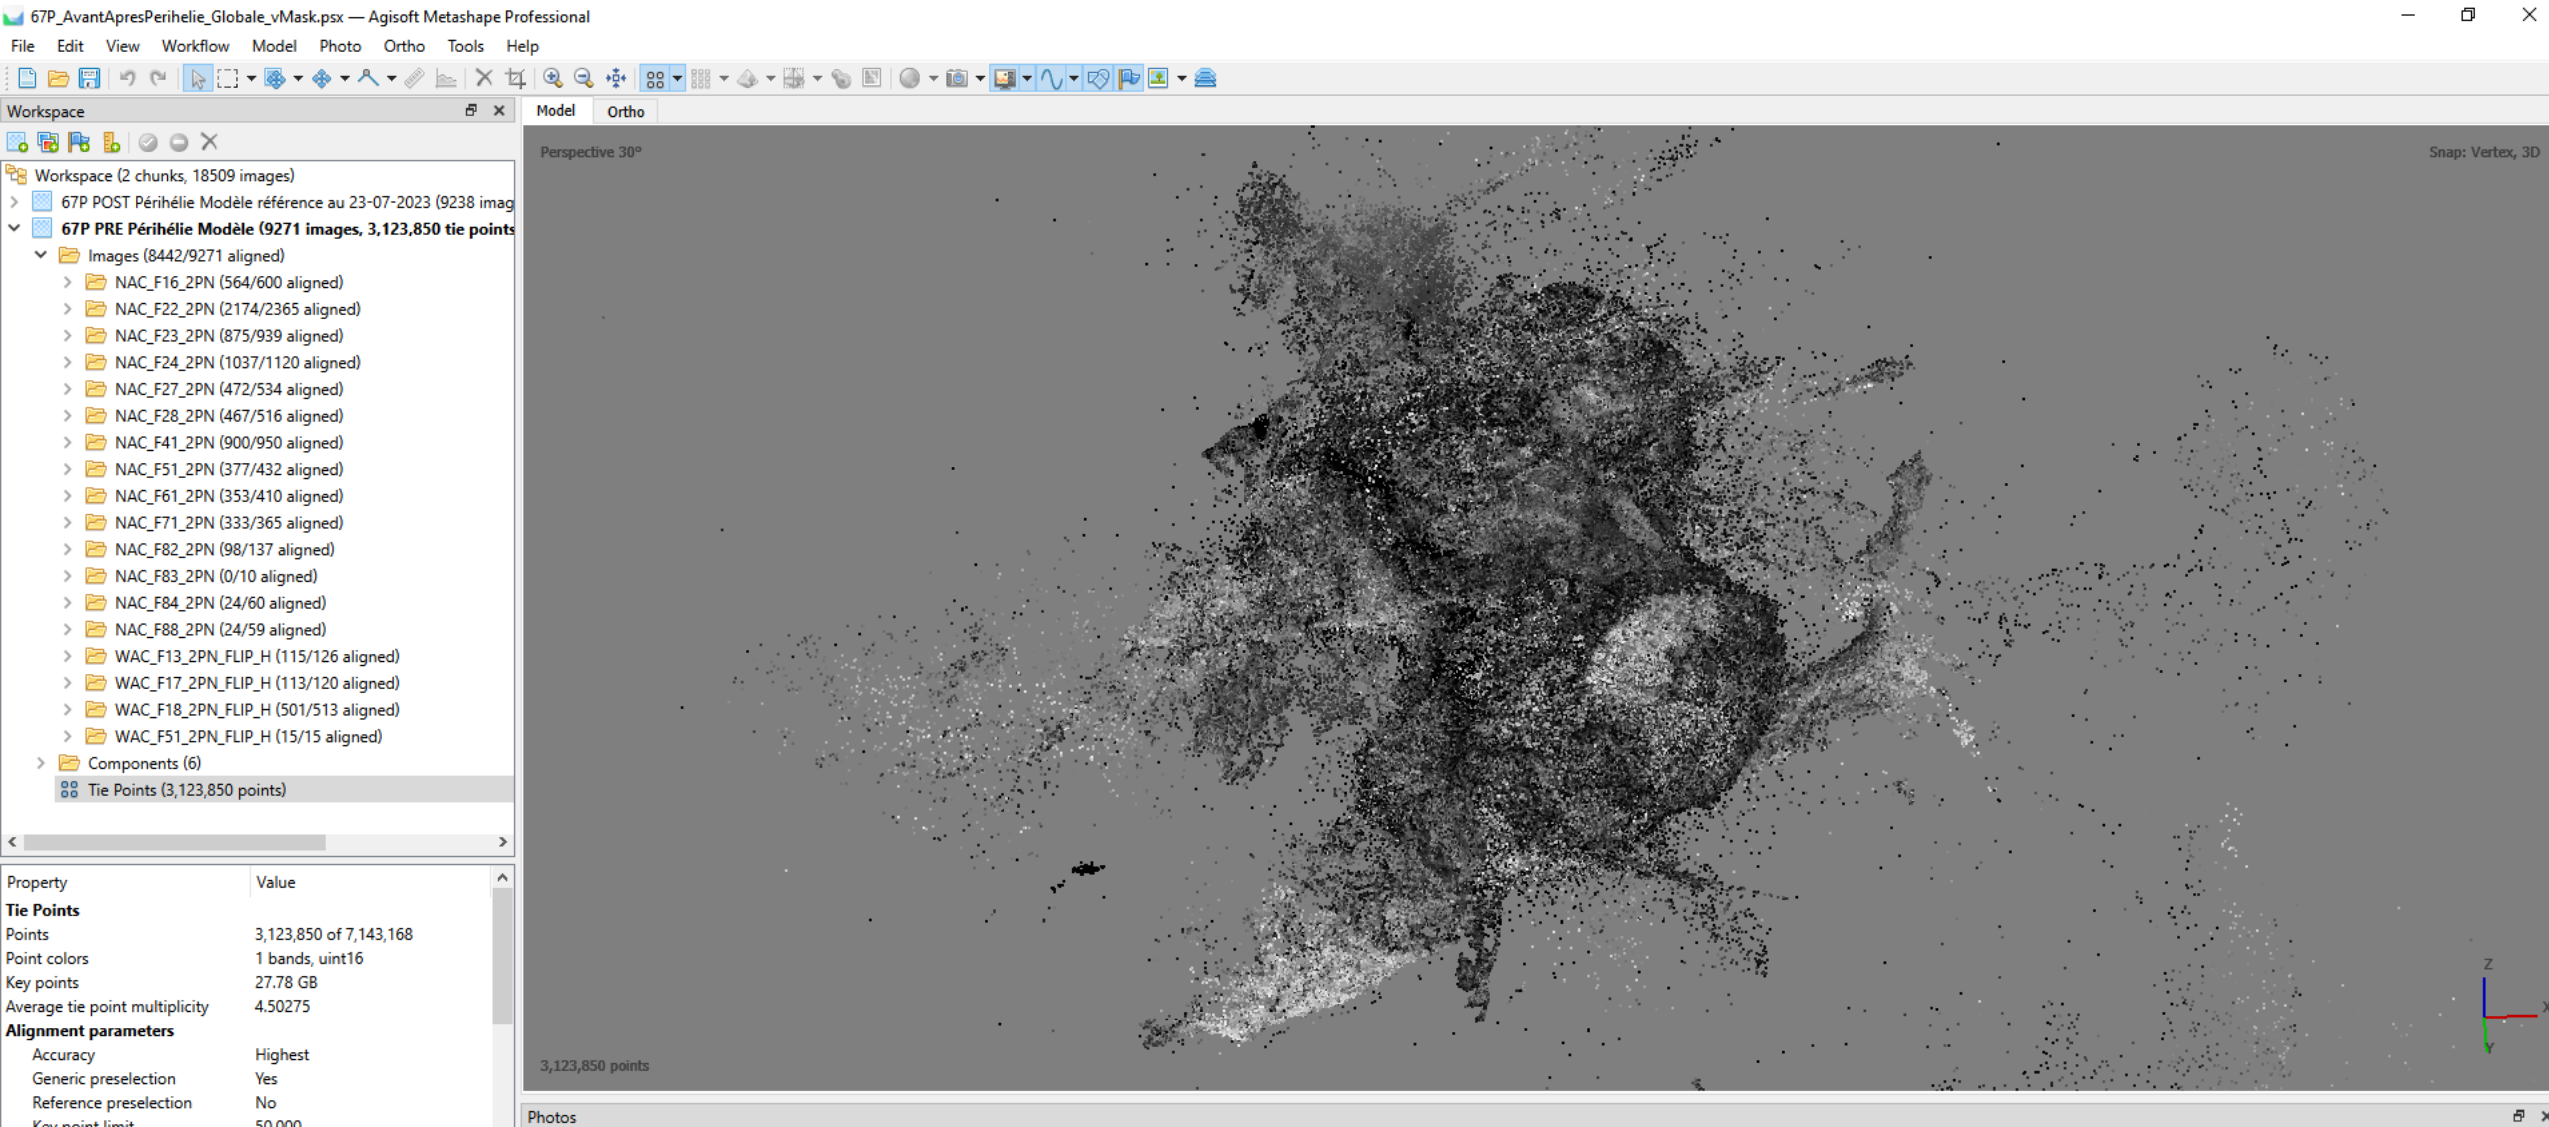 67P_AvantApresPerihelie_Globale_vMask.psx — Agisoft Metashape Professional
File Edit View Workflow Model Photo Ortho Tools Help
Workspace
Model Ortho
Perspective 30°
Snap: Vertex, 3D
Workspace (2 chunks, 18509 images)
67P POST Périhélie Modèle référence au 23-07-2023 (9238 imag
67P PRE Périhélie Modèle (9271 images, 3,123,850 tie points
Images (8442/9271 aligned)
NAC_F16_2PN (564/600 aligned)
NAC_F22_2PN (2174/2365 aligned)
NAC_F23_2PN (875/939 aligned)
NAC_F24_2PN (1037/1120 aligned)
NAC_F27_2PN (472/534 aligned)
NAC_F28_2PN (467/516 aligned)
NAC_F41_2PN (900/950 aligned)
NAC_F51_2PN (377/432 aligned)
NAC_F61_2PN (353/410 aligned)
NAC_F71_2PN (333/365 aligned)
NAC_F82_2PN (98/137 aligned)
NAC_F83_2PN (0/10 aligned)
NAC_F84_2PN (24/60 aligned)
NAC_F88_2PN (24/59 aligned)
WAC_F13_2PN_FLIP_H (115/126 aligned)
WAC_F17_2PN_FLIP_H (113/120 aligned)
WAC_F18_2PN_FLIP_H (501/513 aligned)
WAC_F51_2PN_FLIP_H (15/15 aligned)
Components (6)
Tie Points (3,123,850 points)
Property Value
Tie Points
Points 3,123,850 of 7,143,168
Point colors 1 bands, uint16
Key points 27.78 GB
Average tie point multiplicity 4.50275
Alignment parameters
Accuracy Highest
Generic preselection Yes
Reference preselection No
Key point limit 50,000
3,123,850 points
Z
X
Y
Photos